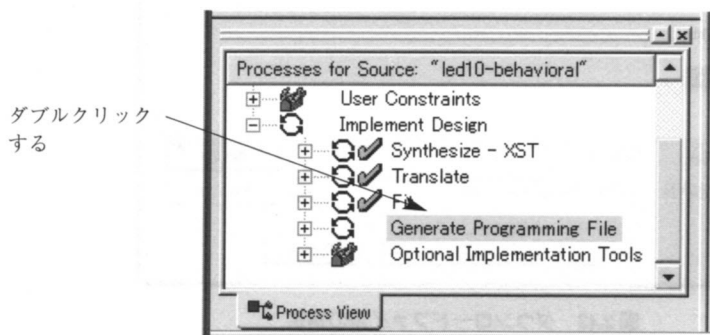 ダブルクリック
する
Processes for Source: "led10-behavioral"
User Constraints
Implement Design
Synthesize - XST
Translate
Generate Programming File
Optional Implementation Tools
Process View